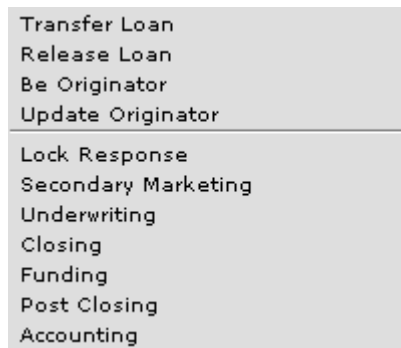 Transfer Loan
Release Loan
Be Originator
Update Originator
Lock Response
Secondary Marketing
Underwriting
Closing
Funding
Post Closing
Accounting